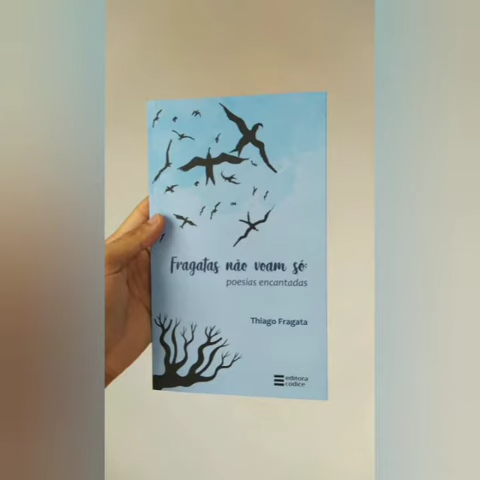 Fragatas não voam só:
poesias encantadas
Thiago Fragata
editora
codice